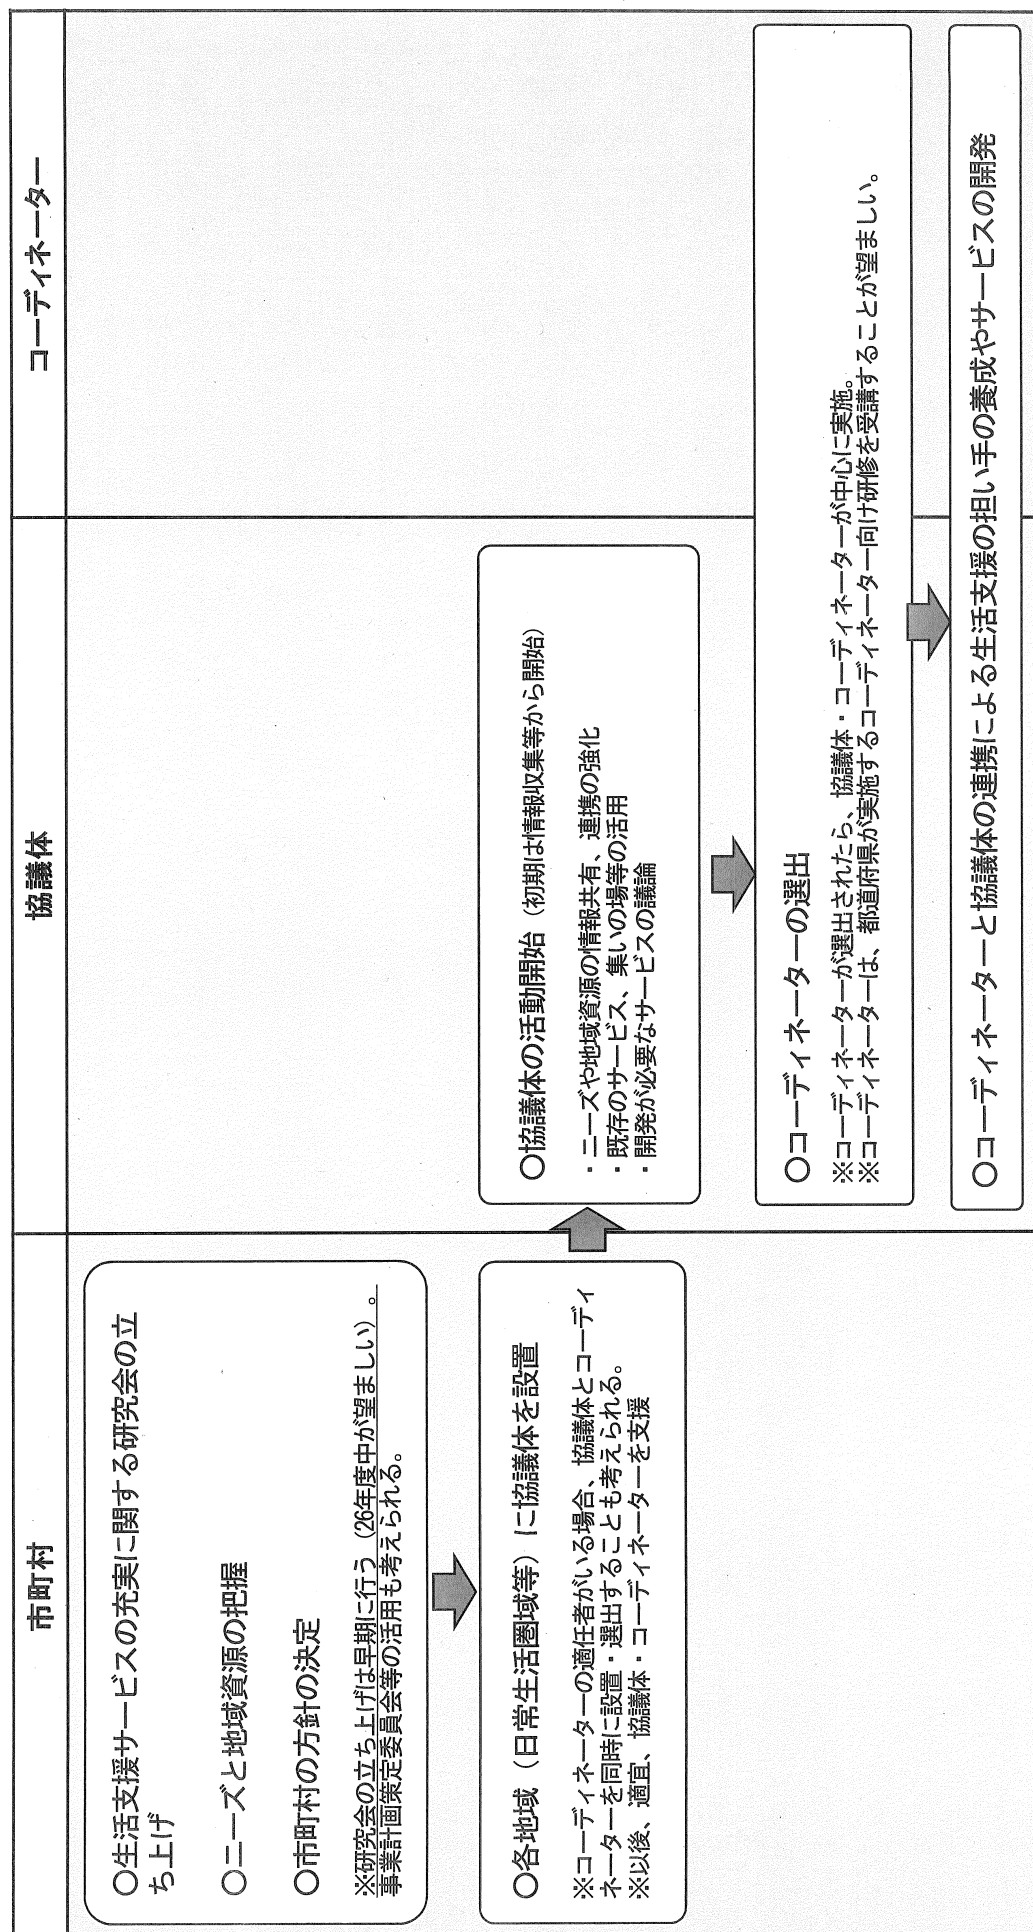 市町村
協議体
コーディネーター
〇生活支援サービスの充実に関する研究会の立
ち上げ
〇ニーズと地域資源の把握
〇市町村の方針の決定
※研究会の立ち上げは早期に行う（26年度中が望ましい）。
事業計画策定委員会等の活用も考えられる。
〇各地域（日常生活圏域等）に協議体を設置
※コーディネーターの適任者がいる場合、協議体とコーディ
ネーターを同時に設置・選出することも考えられる。
※以後、適宜、協議体・コーディネーターを支援
〇協議体の活動開始（初期は情報収集等から開始）
・ニーズや地域資源の情報共有、連携の強化
・既存のサービス、集いの場等の活用
・開発が必要なサービスの議論
〇コーディネーターの選出
※コーディネーターが選出されたら、協議体・コーディネーターが中心に実施。
※コーディネーターは、都道府県が実施するコーディネーター向け研修を受講することが望ましい。
〇コーディネーターと協議体の連携による生活支援の担い手の養成やサービスの開発